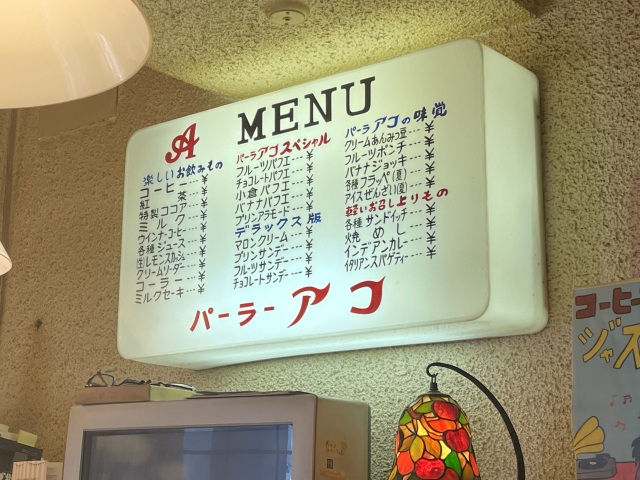 A MENU
楽しいお飲みもの
コーヒー…¥
紅 茶…¥
特製ココア…¥
ミルク…¥
ウインナーコーヒー…¥
各種ジュース…¥
(生)レモンスカッシュ…¥
クリームソーダー…¥
コーラー…¥
ミルクセーキ…¥
パーラアコスペシャル
フルーツパフエ…¥
チョコレートパフエ…¥
小倉パフエ…¥
バナナパフエ…¥
プリンアラモード…¥
デラックス版
マロンクリーム…¥
プリンサンデー…¥
フルーツサンデー…¥
チョコレートサンデー…¥
パーラアコの味覚
クリームあんみつ豆…¥
フルーツポンチ…¥
バナナジョッキ…¥
各種フラッペ(夏)…¥
アイスぜんざい(夏)…¥
軽いお召し上りもの
各種サンドイッチ…¥
焼めし…¥
インデアンカレー…¥
イタリアンスパゲティー…¥
パーラー アコ
コーヒー
ジャズ